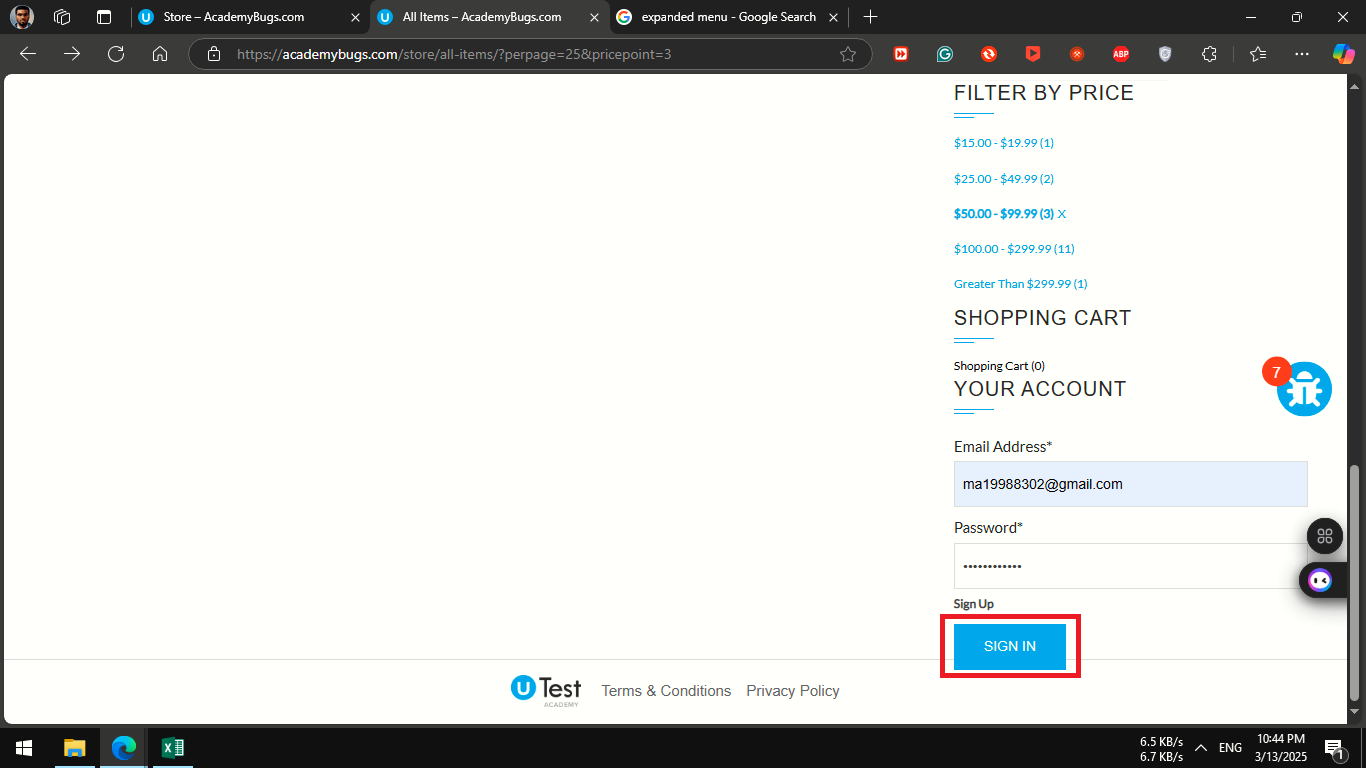 Store – AcademyBugs.com
All Items – AcademyBugs.com
expanded menu - Google Search
https://academybugs.com/store/all-items/?perpage=25&pricepoint=3
ABP
FILTER BY PRICE
$15.00 - $19.99 (1)
$25.00 - $49.99 (2)
$50.00 - $99.99 (3) X
$100.00 - $299.99 (11)
Greater Than $299.99 (1)
SHOPPING CART
Shopping Cart (0)
7
YOUR ACCOUNT
Email Address*
ma19988302@gmail.com
Password*
••••••••••••
Sign Up
SIGN IN
U Test ACADEMY Terms & Conditions Privacy Policy
6.5 KB/s
6.7 KB/s
ENG
10:44 PM
3/13/2025
1